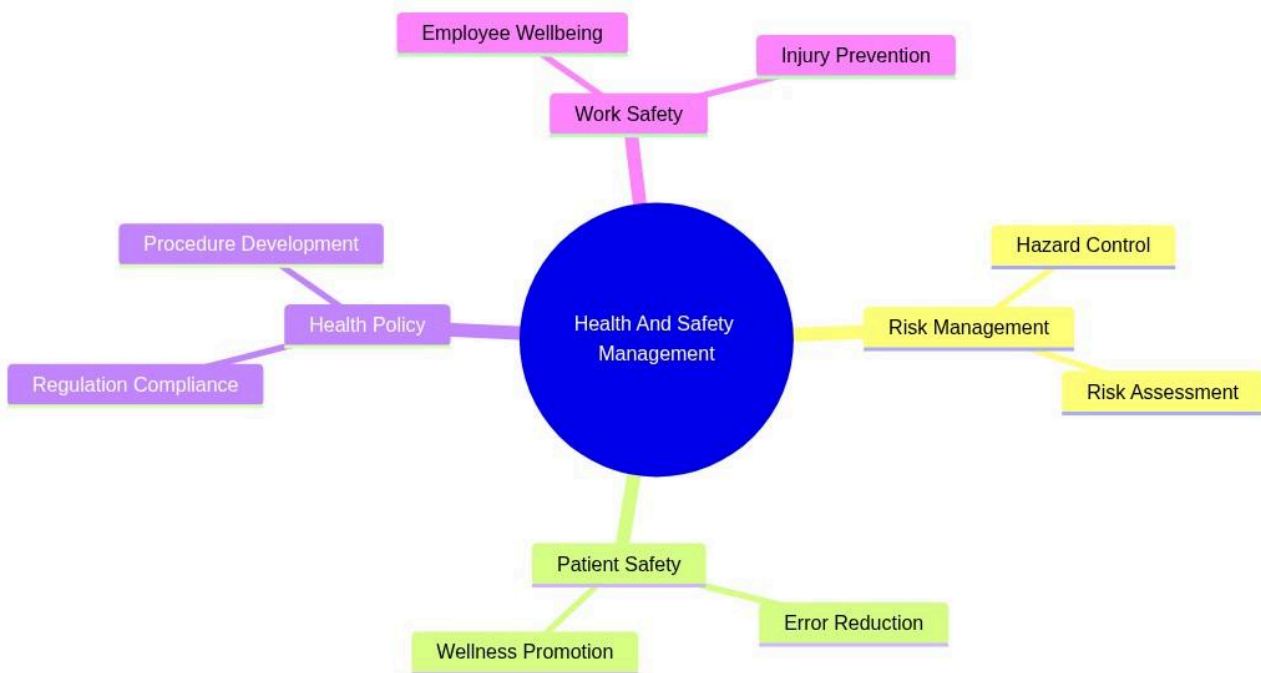 Employee Wellbeing
Injury Prevention
Work Safety
Procedure Development
Hazard Control
Health Policy
Health And Safety
Management
Risk Management
Regulation Compliance
Risk Assessment
Patient Safety
Error Reduction
Wellness Promotion